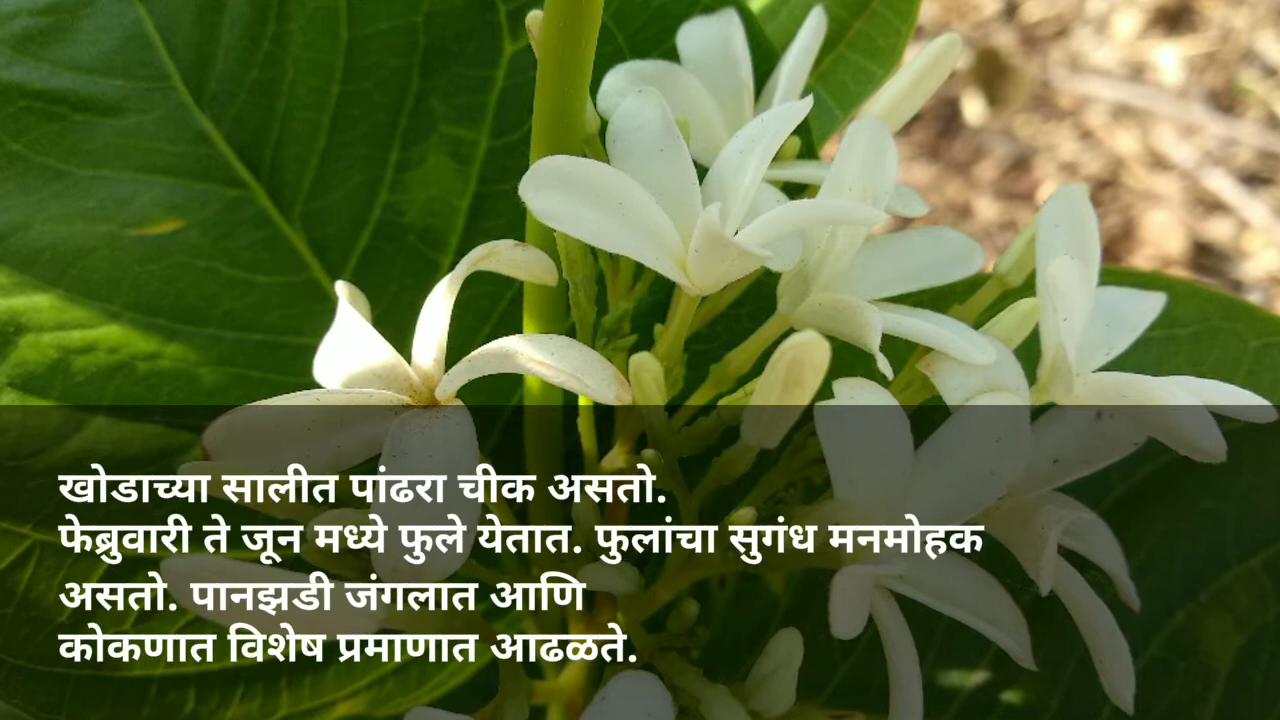 खोडाच्या सालीत पांढरा चीक असतो.
फेब्रुवारी ते जून मध्ये फुले येतात. फुलांचा सुगंध मनमोहक
असतो. पानझडी जंगलात आणि
कोकणात विशेष प्रमाणात आढळते.